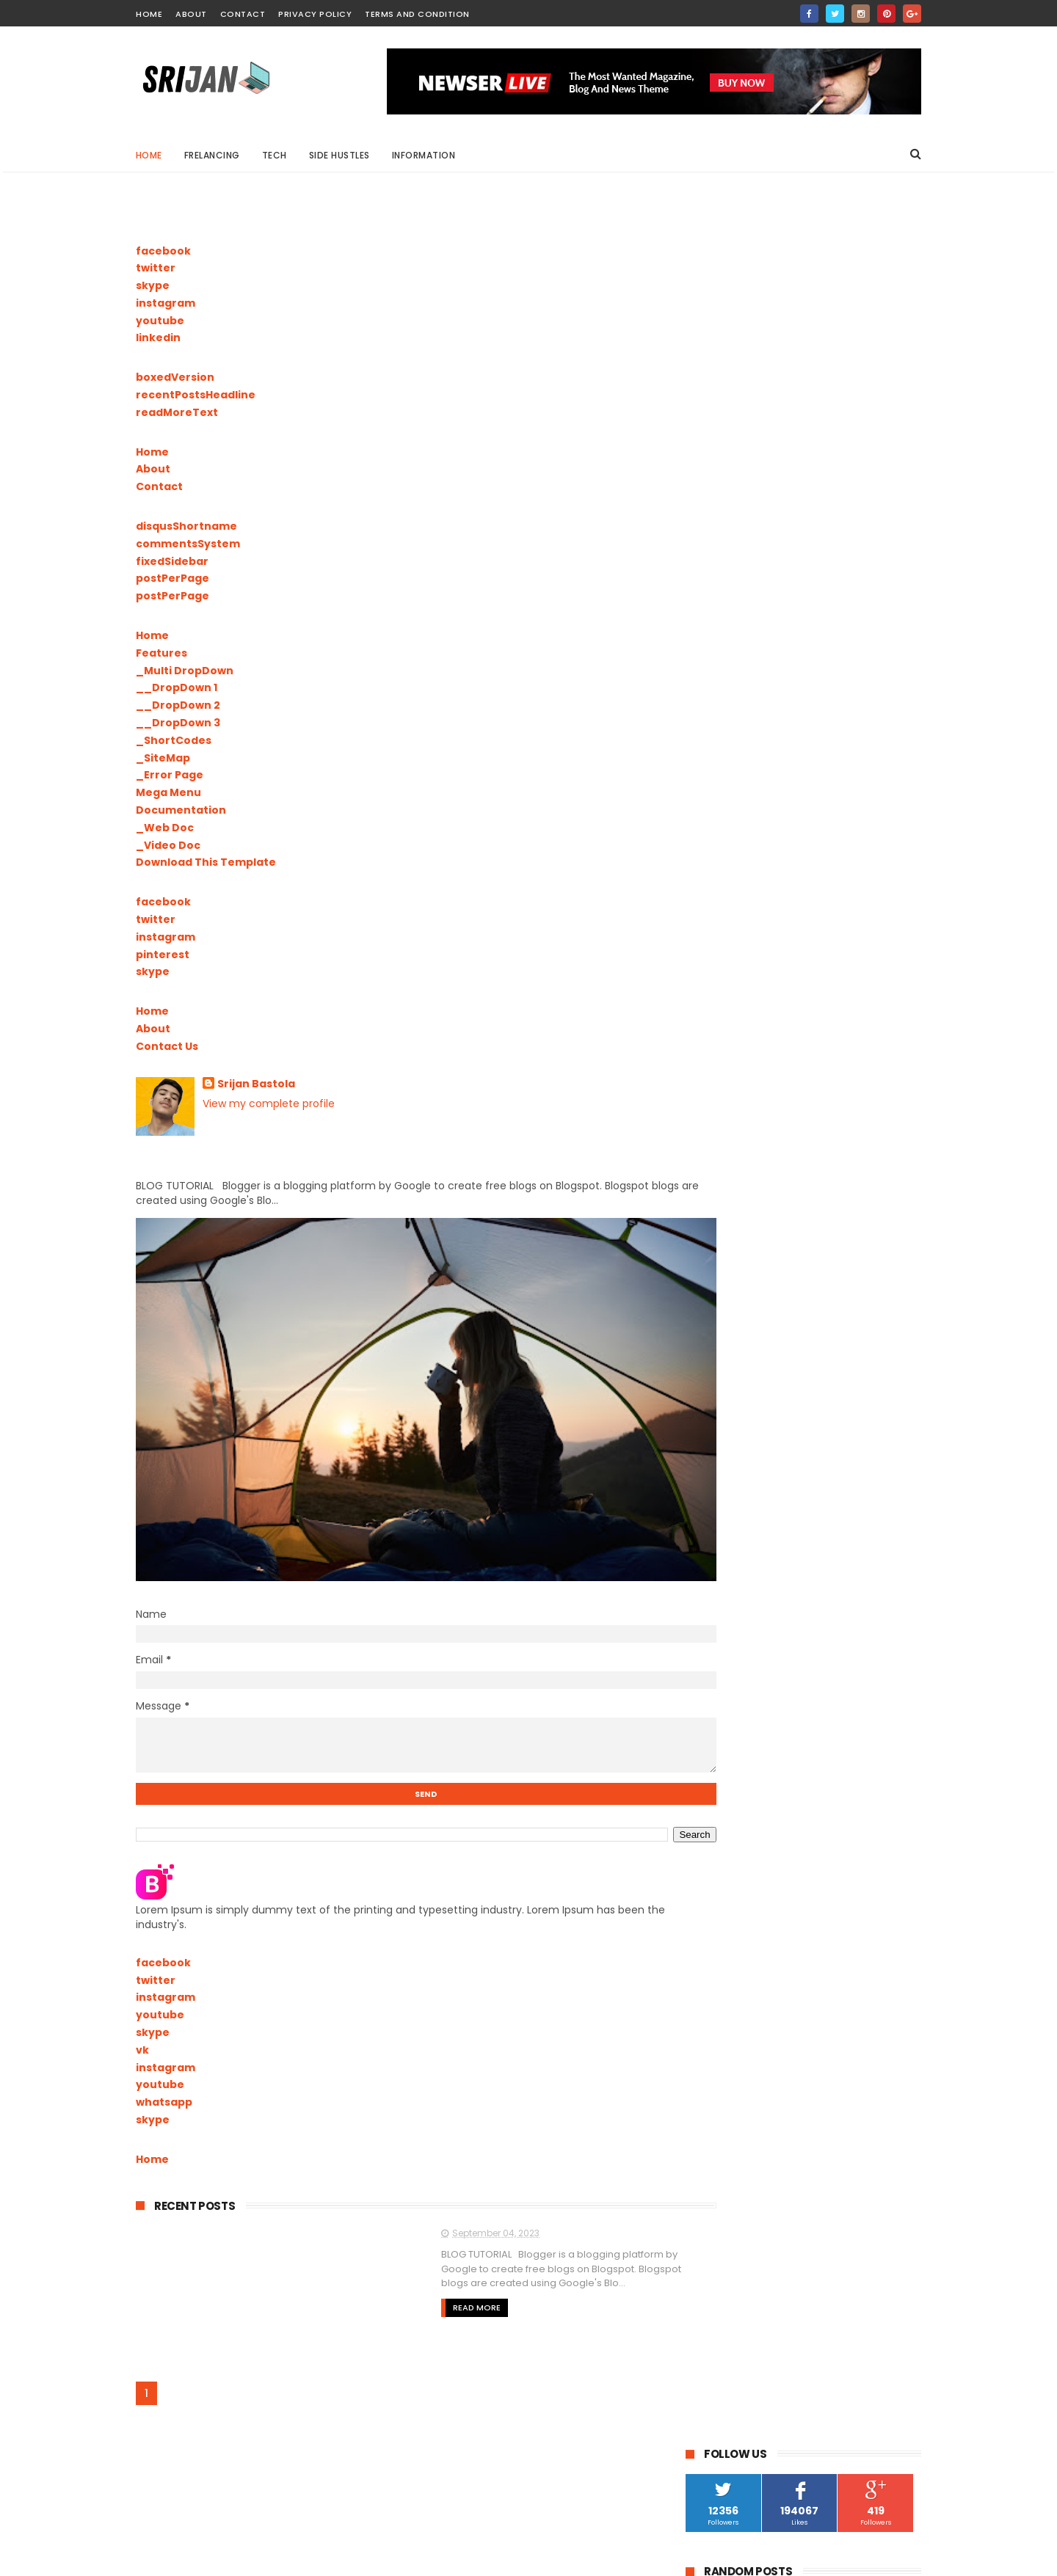 HOME ABOUT CONTACT PRIVACY POLICY TERMS AND CONDITION
SRIJAN
NEWSER LIVE
The Most Wanted Magazine,
Blog And News Theme
BUY NOW
HOME FRELANCING TECH SIDE HUSTLES INFORMATION
facebook
twitter
skype
instagram
youtube
linkedin
boxedVersion
recentPostsHeadline
readMoreText
Home
About
Contact
disqusShortname
commentsSystem
fixedSidebar
postPerPage
postPerPage
Home
Features
_Multi DropDown
__DropDown 1
__DropDown 2
__DropDown 3
_ShortCodes
_SiteMap
_Error Page
Mega Menu
Documentation
_Web Doc
_Video Doc
Download This Template
facebook
twitter
instagram
pinterest
skype
Home
About
Contact Us
Srijan Bastola
View my complete profile
BLOG TUTORIAL Blogger is a blogging platform by Google to create free blogs on Blogspot. Blogspot blogs are
created using Google's Blo...
Name
Email *
Message *
SEND
Search
B
Lorem Ipsum is simply dummy text of the printing and typesetting industry. Lorem Ipsum has been the
industry's.
facebook
twitter
instagram
youtube
skype
vk
instagram
youtube
whatsapp
skype
Home
RECENT POSTS
September 04, 2023
BLOG TUTORIAL Blogger is a blogging platform by
Google to create free blogs on Blogspot. Blogspot
blogs are created using Google's Blo...
READ MORE
1
FOLLOW US
12356 194067 419
Followers Likes Followers
RANDOM POSTS